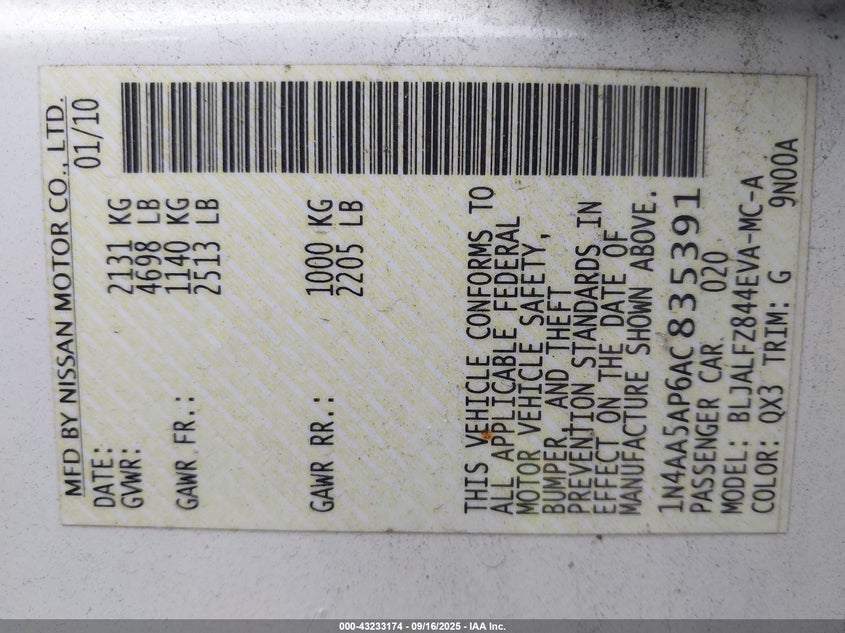 MFD BY NISSAN MOTOR CO., LTD.
DATE: 01/10
GVWR: 2131 KG
4698 LB
GAWR FR.: 1140 KG
2513 LB
GAWR RR.: 1000 KG
2205 LB
THIS VEHICLE CONFORMS TO
ALL APPLICABLE FEDERAL
MOTOR VEHICLE SAFETY,
BUMPER, AND THEFT
PREVENTION STANDARDS IN
EFFECT ON THE DATE OF
MANUFACTURE SHOWN ABOVE.
1N4AA5AP6AC835391
PASSENGER CAR 020
MODEL: BLJALFZ844EVA-MC-A
COLOR: QX3 TRIM: G 9N00A
000-43233174 - 09/16/2025 - IAA Inc.